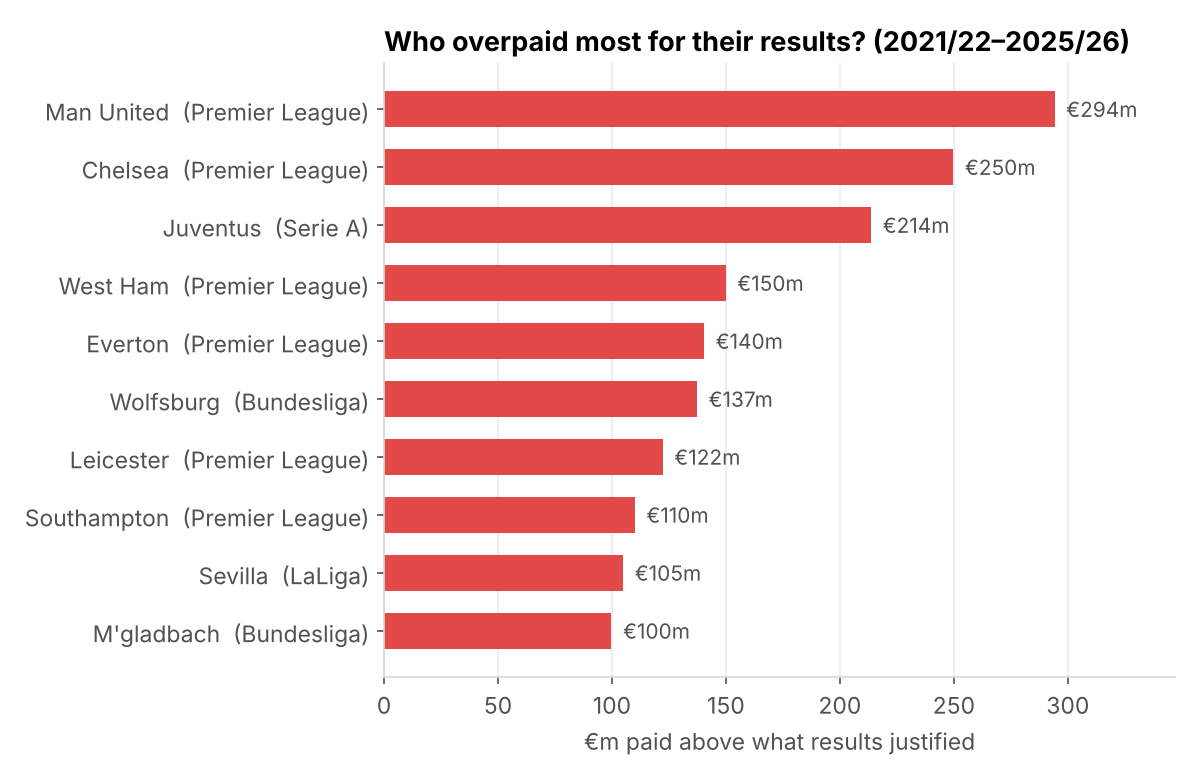 Who overpaid most for their results? (2021/22–2025/26)
Man United (Premier League) €294m
Chelsea (Premier League) €250m
Juventus (Serie A) €214m
West Ham (Premier League) €150m
Everton (Premier League) €140m
Wolfsburg (Bundesliga) €137m
Leicester (Premier League) €122m
Southampton (Premier League) €110m
Sevilla (LaLiga) €105m
M'gladbach (Bundesliga) €100m
0 50 100 150 200 250 300
€m paid above what results justified